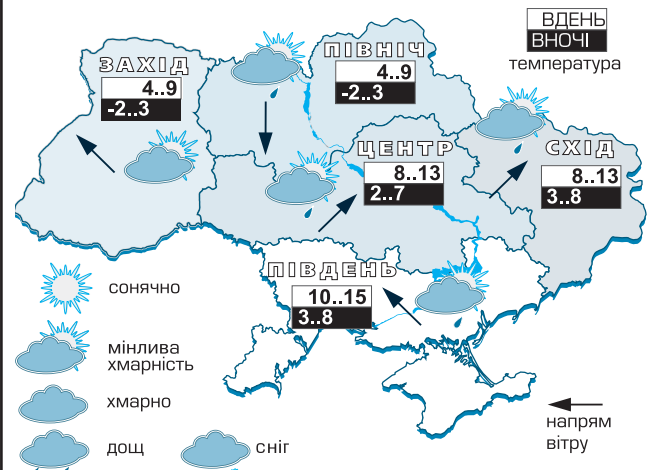 ВДЕНЬ
ВНОЧІ
температура
ПІВНІЧ
4..9
-2..3
ЗАХІД
4..9
-2..3
ЦЕНТР
8..13
2..7
СХІД
8..13
3..8
ПІВДЕНЬ
10..15
3..8
сонячно
мінлива
хмарність
хмарно
дощ
сніг
напрям
вітру